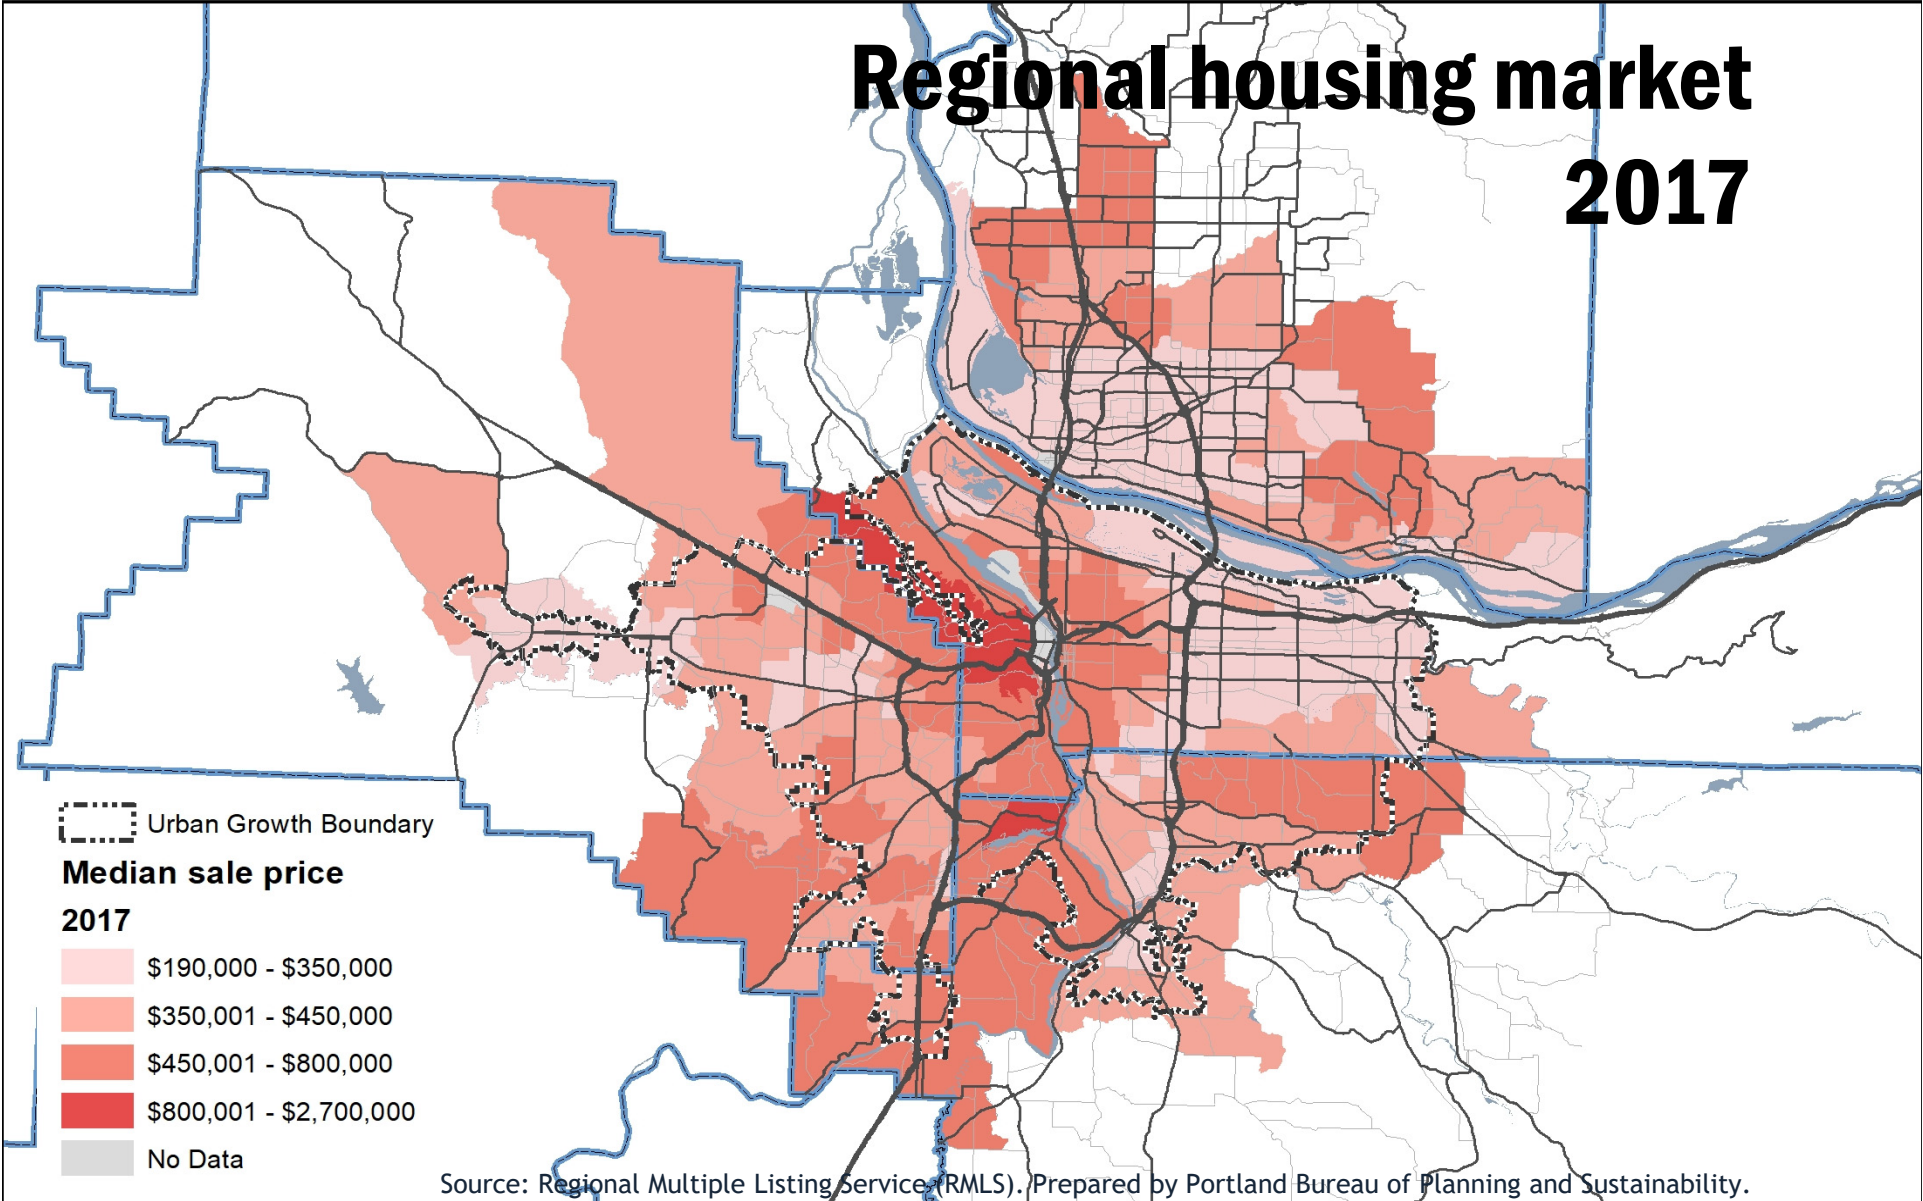 Regional housing market
2017
Urban Growth Boundary
Median sale price
2017
$190,000 - $350,000
$350,001 - $450,000
$450,001 - $800,000
$800,001 - $2,700,000
No Data
Source: Regional Multiple Listing Service (RMLS). Prepared by Portland Bureau of Planning and Sustainability.